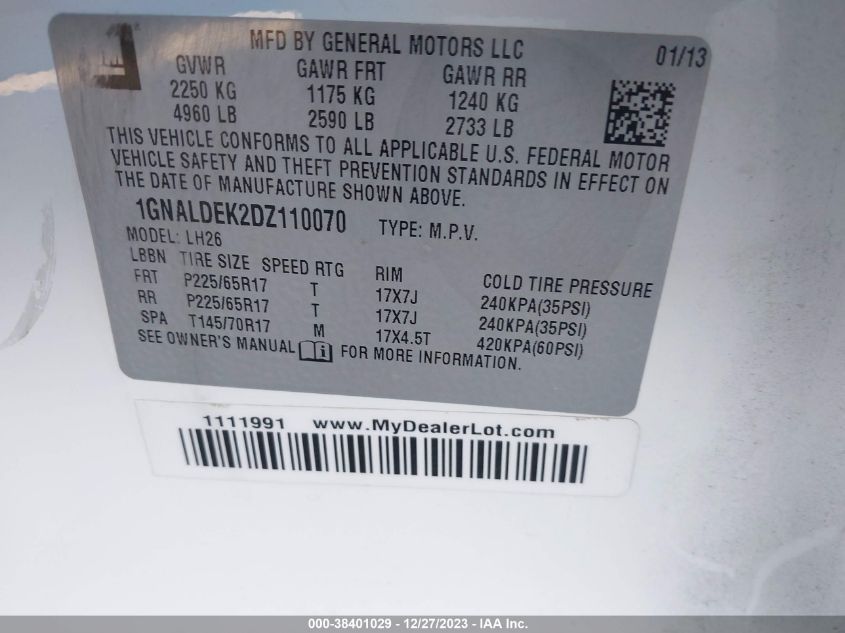 MFD BY GENERAL MOTORS LLC 01/13
GVWR GAWR FRT GAWR RR
2250 KG 1175 KG 1240 KG
4960 LB 2590 LB 2733 LB
THIS VEHICLE CONFORMS TO ALL APPLICABLE U.S. FEDERAL MOTOR
VEHICLE SAFETY AND THEFT PREVENTION STANDARDS IN EFFECT ON
THE DATE OF MANUFACTURE SHOWN ABOVE.
1GNALDEK2DZ110070 TYPE: M.P.V.
MODEL: LH26
LBBN TIRE SIZE SPEED RTG RIM COLD TIRE PRESSURE
FRT P225/65R17 T 17X7J 240KPA(35PSI)
RR P225/65R17 T 17X7J 240KPA(35PSI)
SPA T145/70R17 M 17X4.5T 420KPA(60PSI)
SEE OWNER'S MANUAL FOR MORE INFORMATION.
1111991 www.MyDealerLot.com
000-38401029 - 12/27/2023 - IAA Inc.